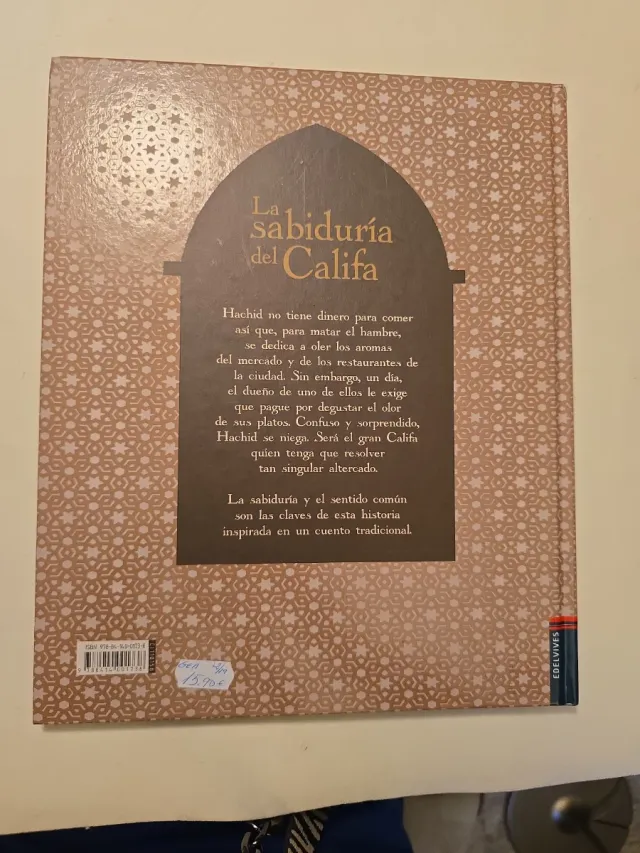 La
sabiduría
del Califa
Hachid no tiene dinero para comer
así que, para matar el hambre,
se dedica a oler los aromas
del mercado y de los restaurantes de
la ciudad. Sin embargo, un día,
el dueño de uno de ellos le exige
que pague por degustar el olor
de sus platos. Confuso y sorprendido,
Hachid se niega. Será el gran Califa
quien tenga que resolver
tan singular altercado.
La sabiduría y el sentido común
son las claves de esta historia
inspirada en un cuento tradicional.
EDELVIVES
15,90 €